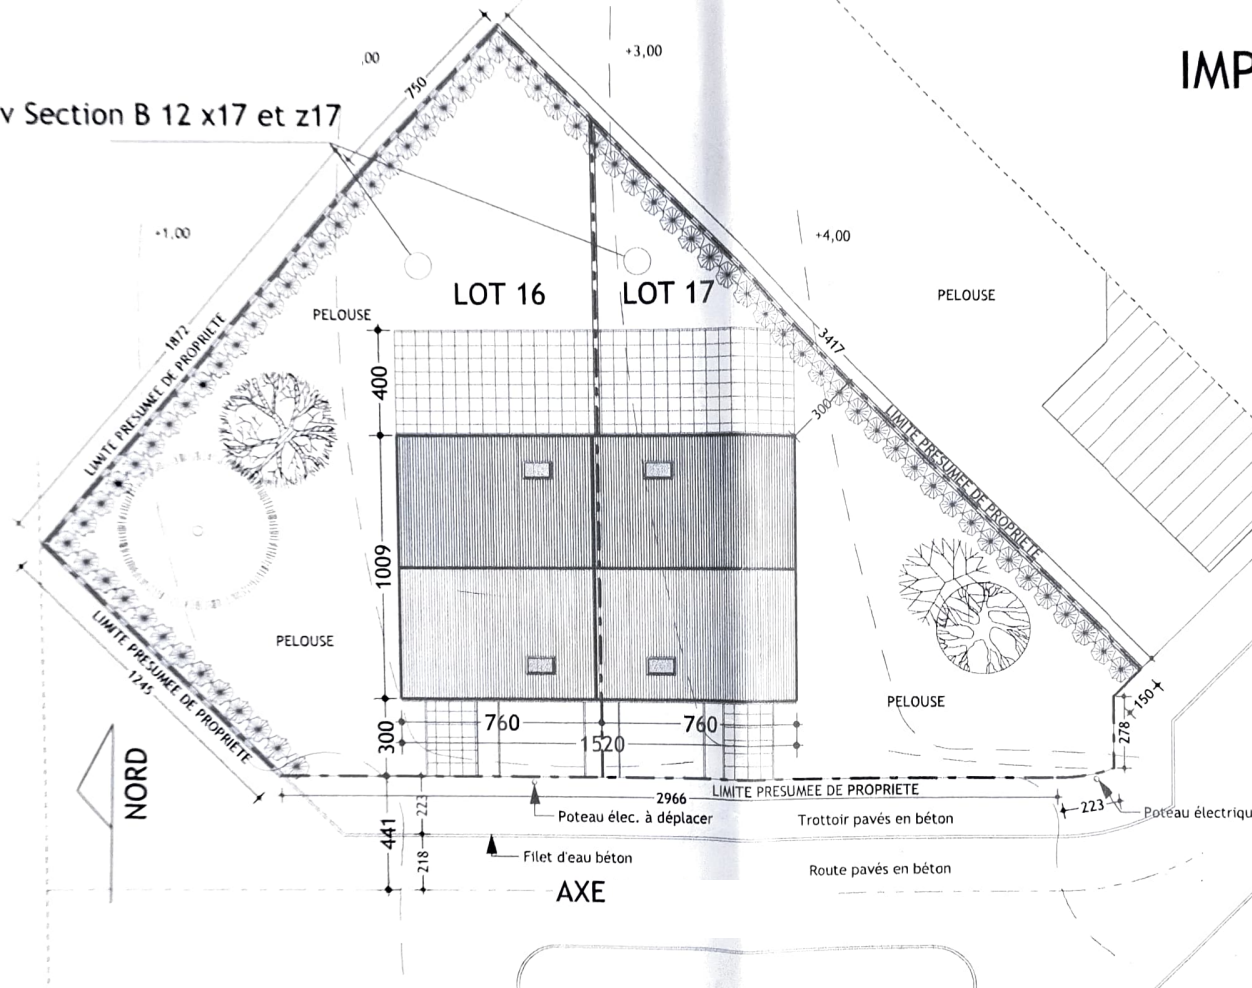 IMP
,00
+3,00
750
v Section B 12 x17 et z17
+1,00
+4,00
LOT 16
LOT 17
PELOUSE
PELOUSE
1872
LIMITE PRESUMEE DE PROPRIETE
3417
400
300
LIMITE PRESUMEE DE PROPRIETE
1009
PELOUSE
LIMITE PRESUMEE DE PROPRIETE
1245
PELOUSE
150
278
300
760
760
1520
NORD
LIMITE PRESUMEE DE PROPRIETE
2966
223
223
Poteau élec. à déplacer
Trottoir pavés en béton
Poteau électriqu
441
218
Filet d'eau béton
Route pavés en béton
AXE